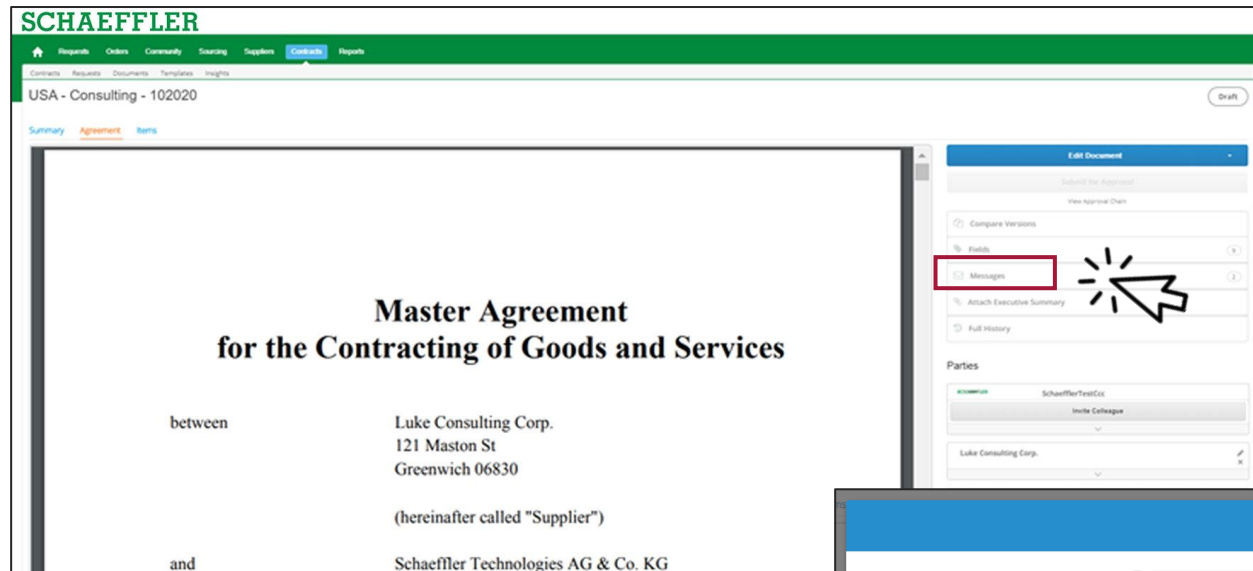 SCHAEFFLER
Requests Orders Community Sourcing Suppliers Contracts Reports
Contracts Requests Documents Templates Insights
USA - Consulting - 102020
Draft
Summary Agreement Items
Master Agreement
for the Contracting of Goods and Services
between Luke Consulting Corp.
121 Maston St
Greenwich 06830
(hereinafter called "Supplier")
and Schaeffler Technologies AG & Co. KG
Edit Document
Submit for Approval
View Approval Chain
Compare Versions
Fields
Messages 2
Attach Executive Summary
Full History
Parties
SCHAEFFLER SchaefflerTestCcc
Invite Colleague
Luke Consulting Corp.